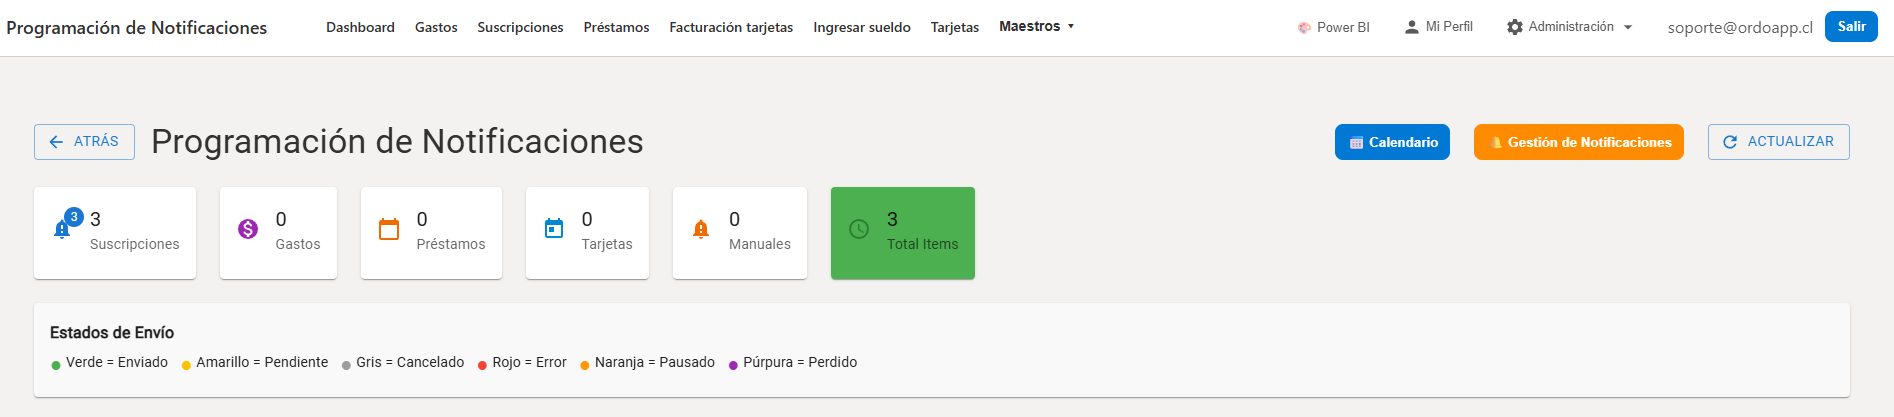 Programación de Notificaciones Dashboard Gastos Suscripciones Préstamos Facturación tarjetas Ingresar sueldo Tarjetas Maestros Power BI Mi Perfil Administración soporte@ordoapp.cl Salir
ATRÁS Programación de Notificaciones Calendario Gestión de Notificaciones ACTUALIZAR
3 3 Suscripciones
0 Gastos
0 Préstamos
0 Tarjetas
0 Manuales
3 Total Items
Estados de Envío
Verde = Enviado Amarillo = Pendiente Gris = Cancelado Rojo = Error Naranja = Pausado Púrpura = Perdido